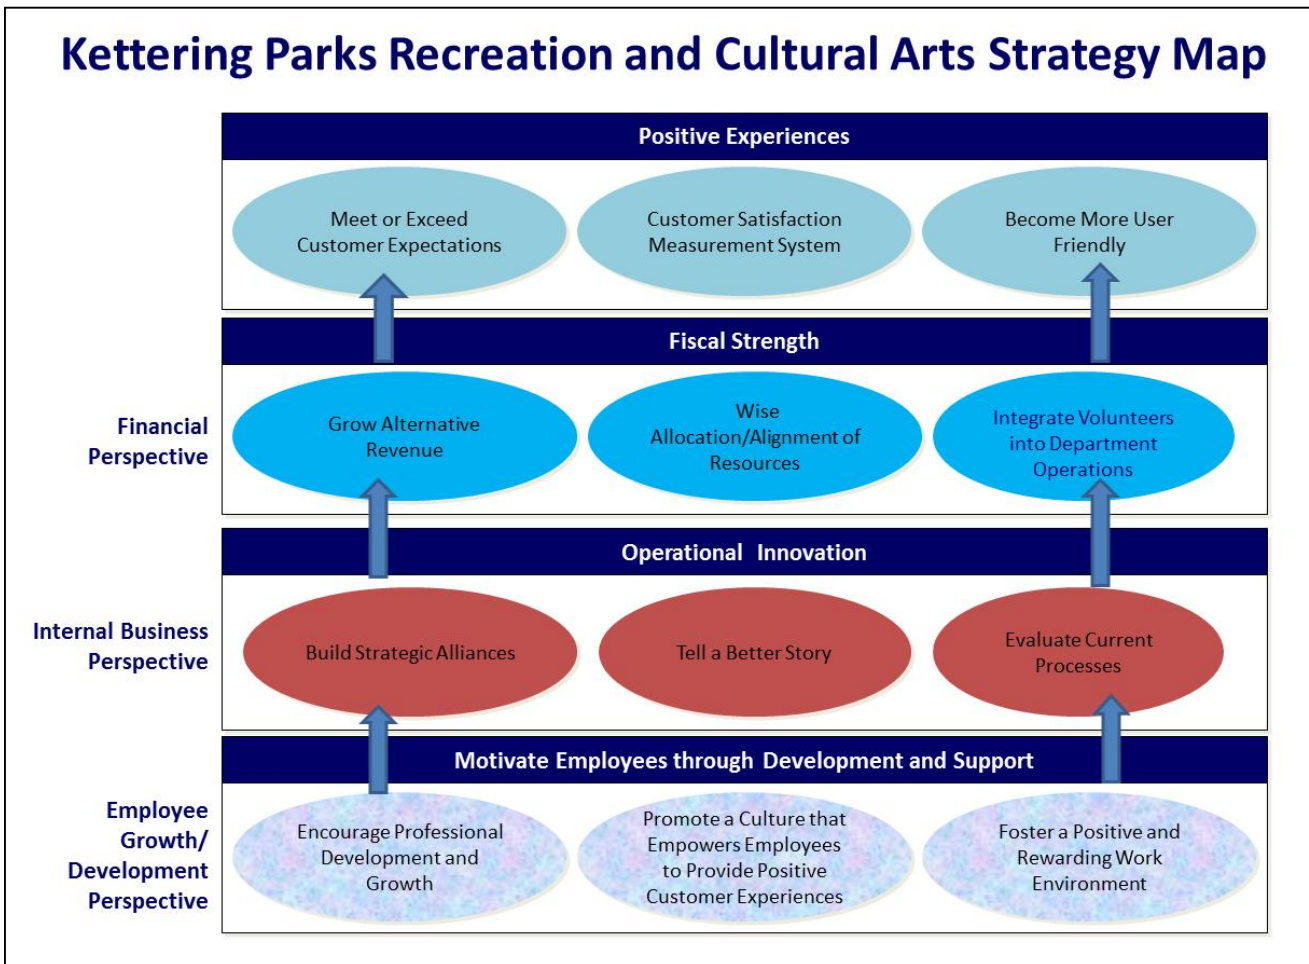 Kettering Parks Recreation and Cultural Arts Strategy Map
Positive Experiences
Meet or Exceed
Customer Expectations
Customer Satisfaction
Measurement System
Become More User
Friendly
Fiscal Strength
Financial
Perspective
Grow Alternative
Revenue
Wise
Allocation/Alignment of
Resources
Integrate Volunteers
into Department
Operations
Operational Innovation
Internal Business
Perspective
Build Strategic Alliances
Tell a Better Story
Evaluate Current
Processes
Motivate Employees through Development and Support
Employee
Growth/
Development
Perspective
Encourage Professional
Development and
Growth
Promote a Culture that
Empowers Employees
to Provide Positive
Customer Experiences
Foster a Positive and
Rewarding Work
Environment